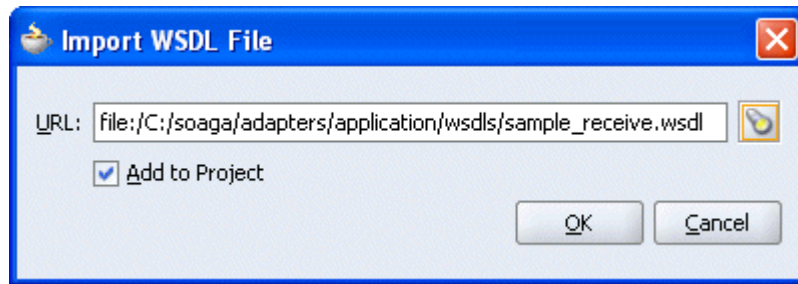 Import WSDL File
URL: file:/C:/soaga/adapters/application/wsdls/sample_receive.wsdl
Add to Project
OK Cancel